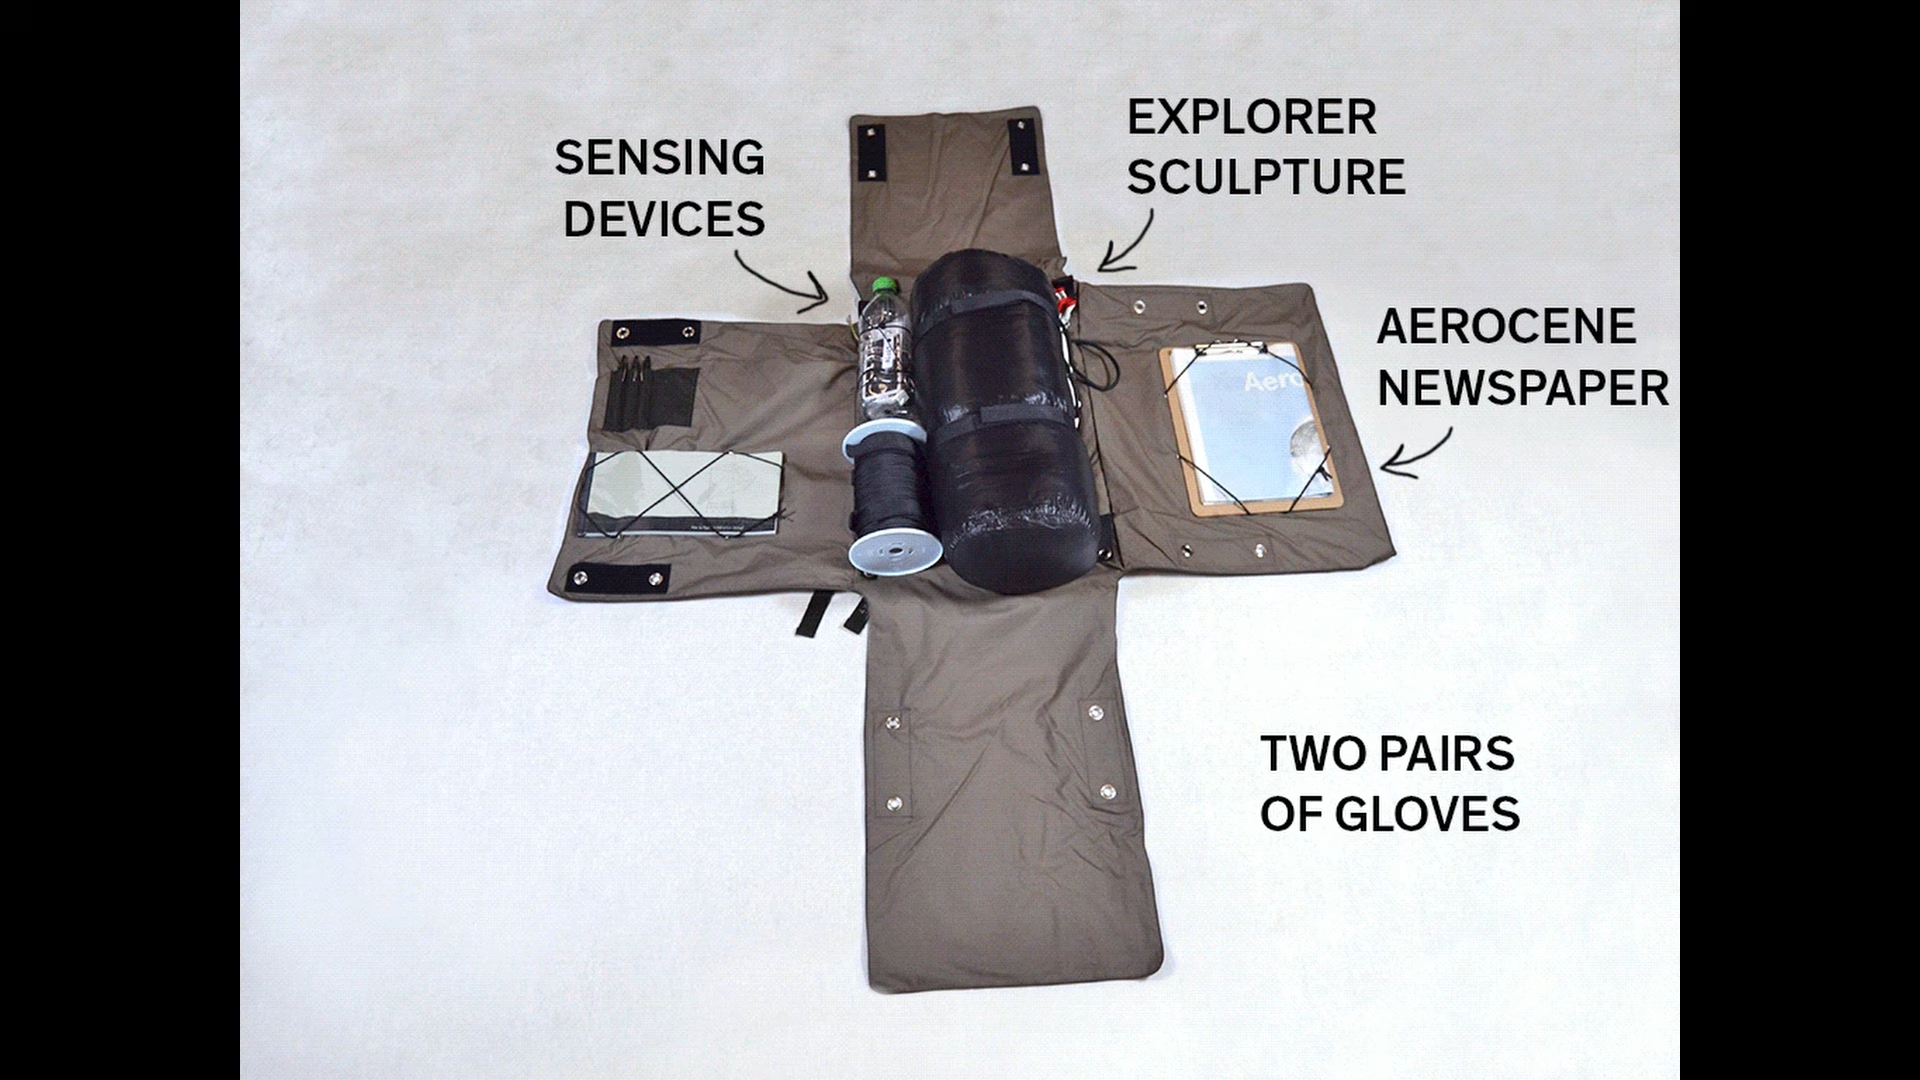 SENSING
DEVICES
EXPLORER
SCULPTURE
AEROCENE
NEWSPAPER
Aero
TWO PAIRS
OF GLOVES